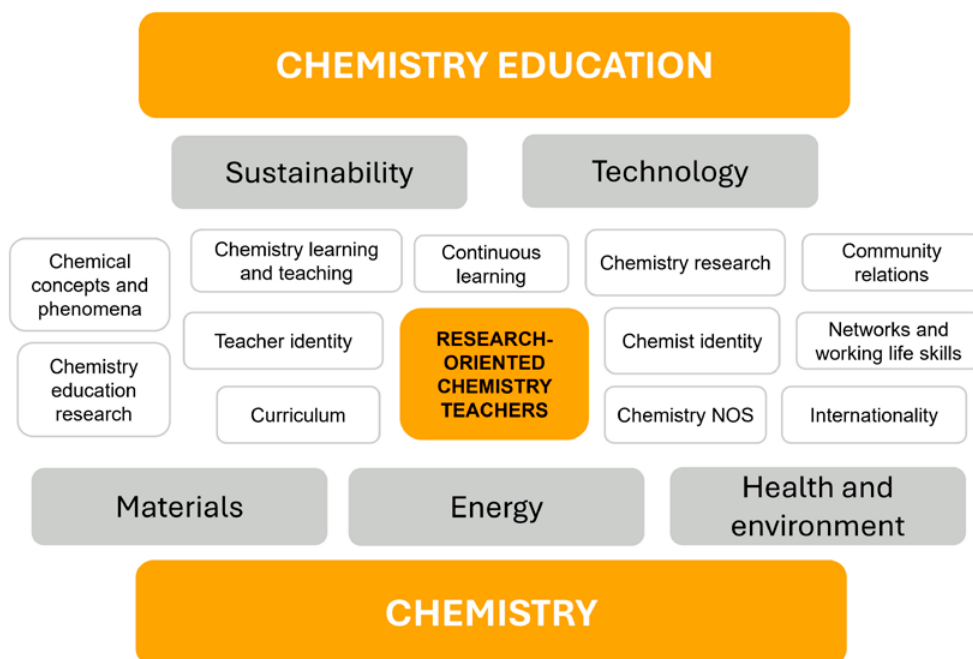 CHEMISTRY EDUCATION
Sustainability
Technology
Chemical
concepts and
phenomena
Chemistry learning
and teaching
Continuous
learning
Chemistry research
Community
relations
Chemistry
education
research
Teacher identity
RESEARCH-
ORIENTED
CHEMISTRY
TEACHERS
Chemist identity
Networks and
working life skills
Curriculum
Chemistry NOS
Internationality
Materials
Energy
Health and
environment
CHEMISTRY